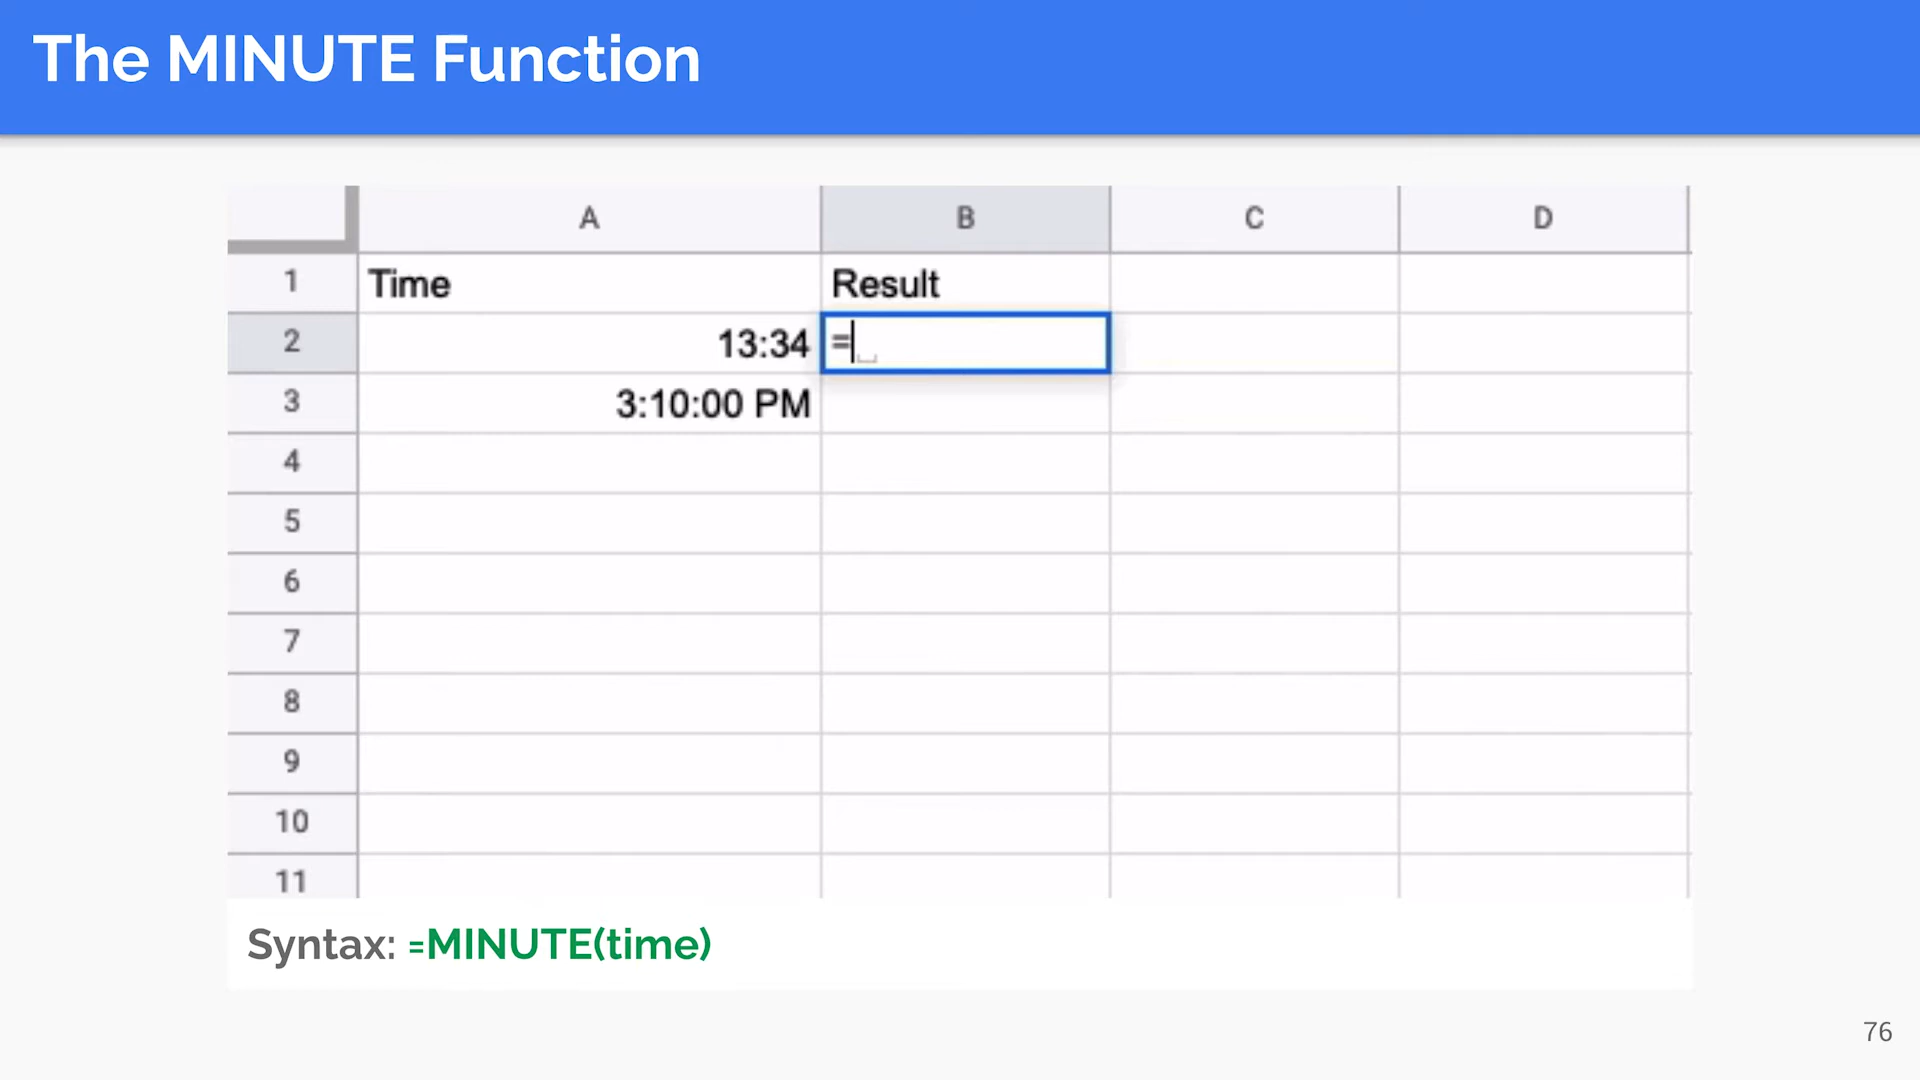 The MINUTE Function
A B C D
1 Time Result
2 13:34 =
3 3:10:00 PM
4
5
6
7
8
9
10
11
Syntax: =MINUTE(time)
76